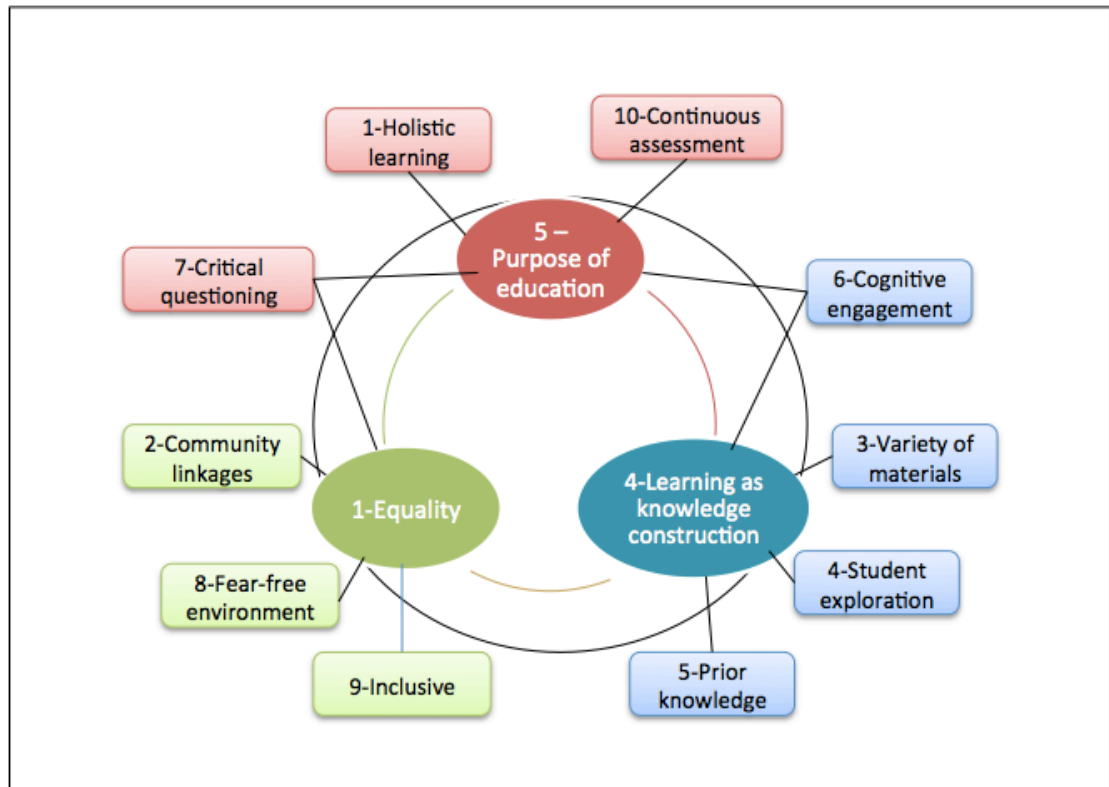 1-Holistic
learning
10-Continuous
assessment
5 –
Purpose of
education
7-Critical
questioning
6-Cognitive
engagement
2-Community
linkages
3-Variety of
materials
1-Equality
4-Learning as
knowledge
construction
8-Fear-free
environment
4-Student
exploration
9-Inclusive
5-Prior
knowledge